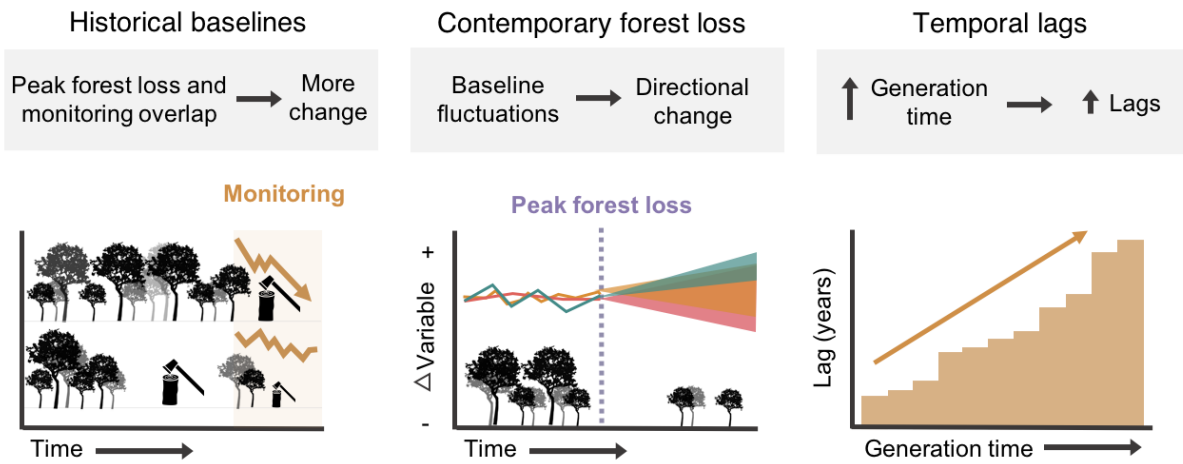 Historical baselines
Peak forest loss and
monitoring overlap
More
change
Monitoring
Time
Contemporary forest loss
Baseline
fluctuations
Directional
change
Peak forest loss
+
△Variable
-
Time
Temporal lags
Generation
time
Lags
Lag (years)
Generation time